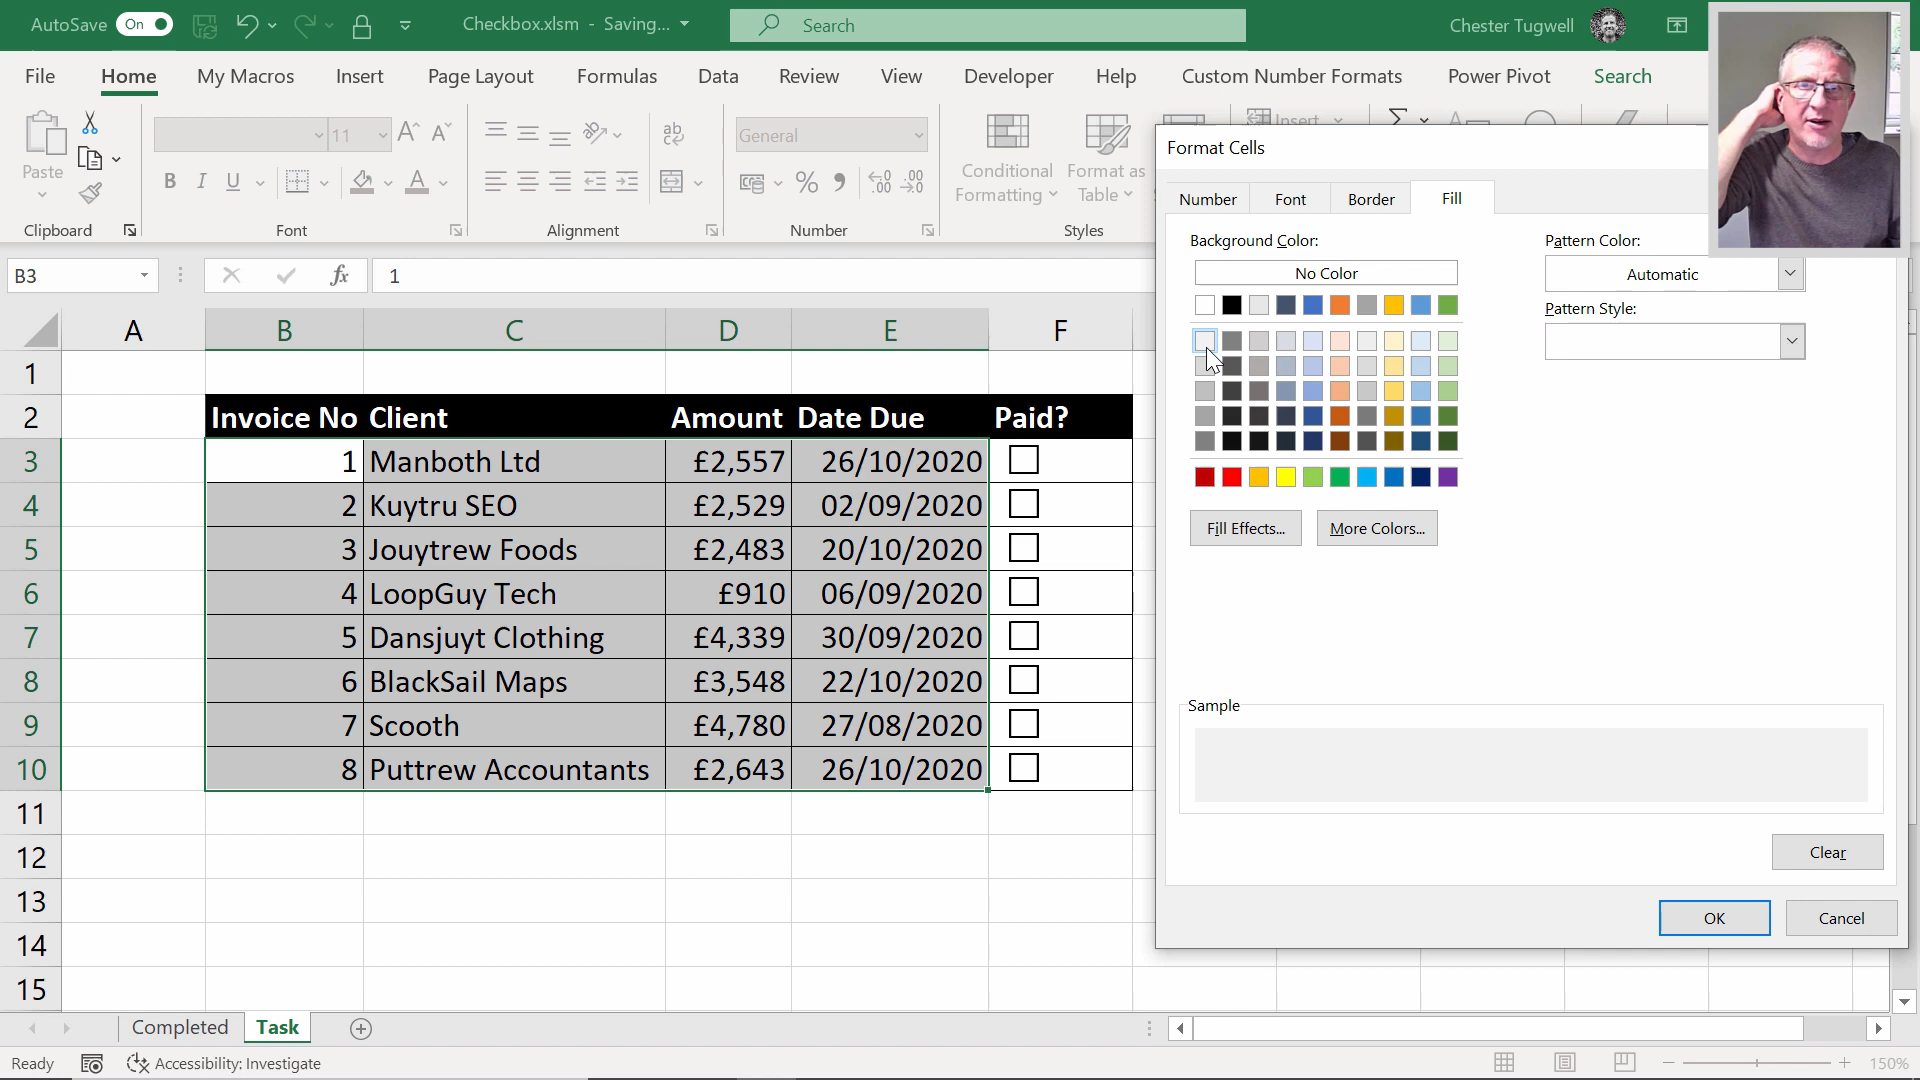 AutoSave On Checkbox.xlsm - Saving... Search Chester Tugwell
File Home Insert Page Layout Formulas Data Review View Developer Help Custom Number Formats Power Pivot Search
Paste
11
B I U
ab
General
Conditional Formatting
Format as Table
Insert
Clipboard Font Alignment Number Styles
B3 fx 1
A B C D E F
1
2 Invoice No Client Amount Date Due Paid?
3 1 Manboth Ltd £2,557 26/10/2020
4 2 Kuytru SEO £2,529 02/09/2020
5 3 Jouytrew Foods £2,483 20/10/2020
6 4 LoopGuy Tech £910 06/09/2020
7 5 Dansjuyt Clothing £4,339 30/09/2020
8 6 BlackSail Maps £3,548 22/10/2020
9 7 Scooth £4,780 27/08/2020
10 8 Puttrew Accountants £2,643 26/10/2020
11
12
13
14
15
Format Cells
Number Font Border Fill
Background Color:
No Color
Pattern Color:
Automatic
Pattern Style:
Fill Effects... More Colors...
Sample
Clear
OK Cancel
Completed Task
Ready Accessibility: Investigate 150%